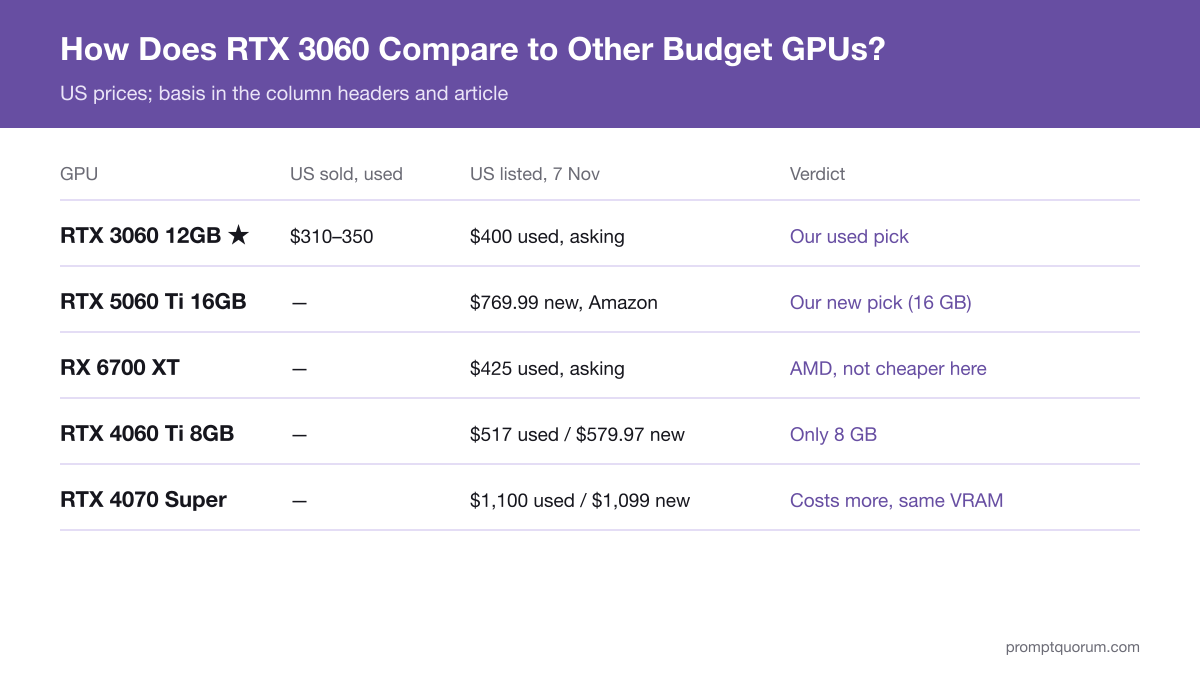 How Does RTX 3060 Compare to Other Budget GPUs?
US prices; basis in the column headers and article
GPU US sold, used US listed, 7 Nov Verdict
RTX 3060 12GB ★ $310–350 $400 used, asking Our used pick
RTX 5060 Ti 16GB — $769.99 new, Amazon Our new pick (16 GB)
RX 6700 XT — $425 used, asking AMD, not cheaper here
RTX 4060 Ti 8GB — $517 used / $579.97 new Only 8 GB
RTX 4070 Super — $1,100 used / $1,099 new Costs more, same VRAM
promptquorum.com